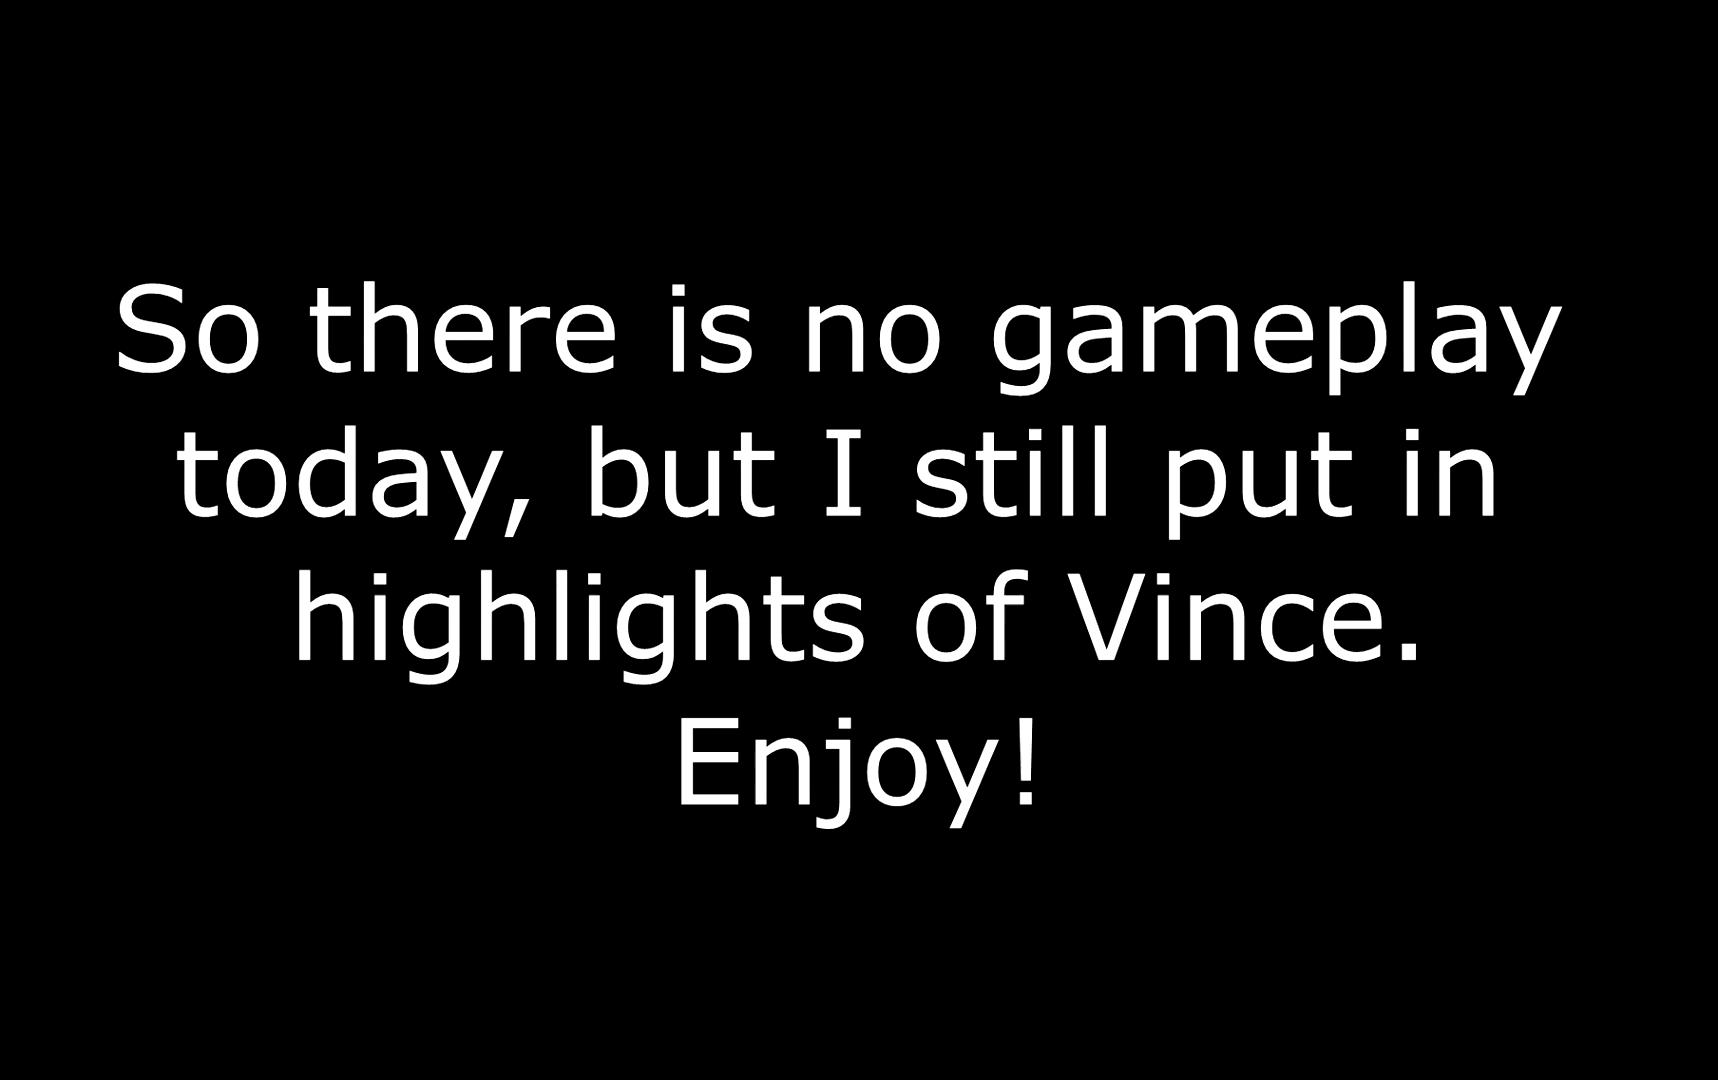 So there is no gameplay
today, but I still put in
highlights of Vince.
Enjoy!